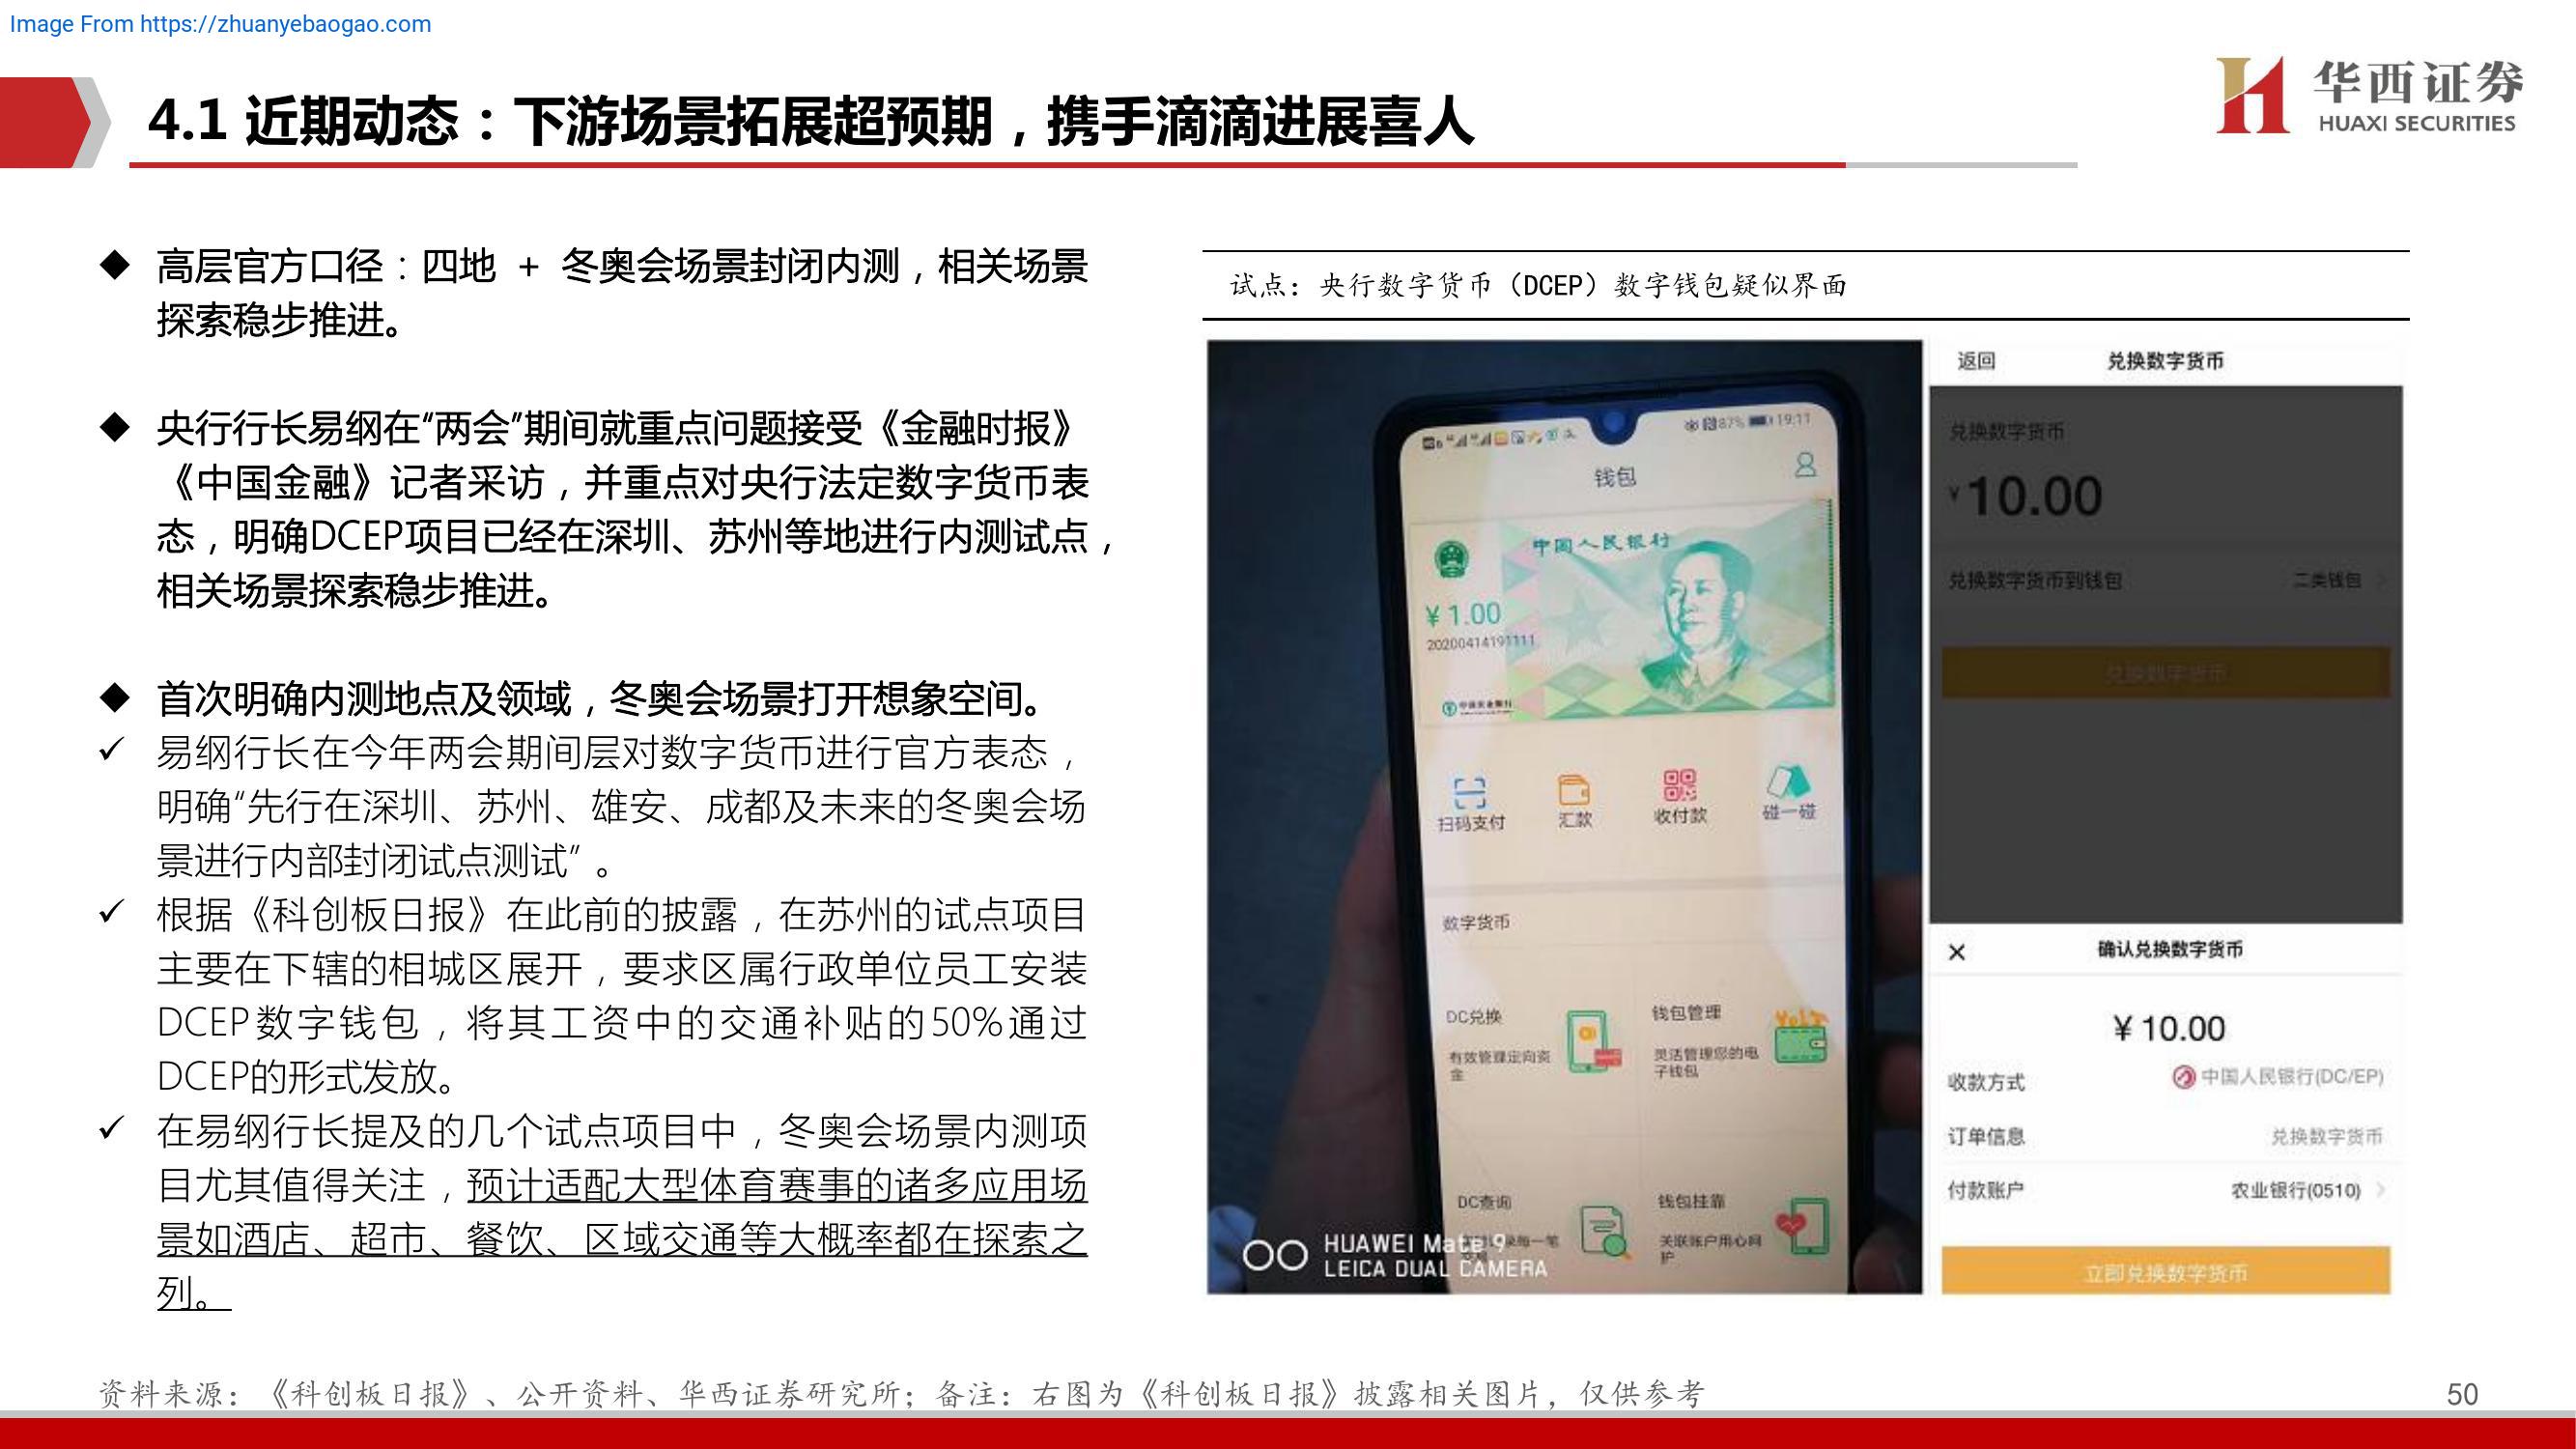 Image From https://zhuanyebaogao.com
华西证券
HUAXI SECURITIES
4.1 近期动态：下游场景拓展超预期，携手滴滴进展喜人
◆ 高层官方口径：四地 + 冬奥会场景封闭内测，相关场景
探索稳步推进。
◆ 央行行长易纲在“两会”期间就重点问题接受《金融时报》
《中国金融》记者采访，并重点对央行法定数字货币表
态，明确DCEP项目已经在深圳、苏州等地进行内测试点，
相关场景探索稳步推进。
◆ 首次明确内测地点及领域，冬奥会场景打开想象空间。
✓ 易纲行长在今年两会期间层对数字货币进行官方表态，
明确“先行在深圳、苏州、雄安、成都及未来的冬奥会场
景进行内部封闭试点测试”。
✓ 根据《科创板日报》在此前的披露，在苏州的试点项目
主要在下辖的相城区展开，要求区属行政单位员工安装
DCEP数字钱包，将其工资中的交通补贴的50%通过
DCEP的形式发放。
✓ 在易纲行长提及的几个试点项目中，冬奥会场景内测项
目尤其值得关注，预计适配大型体育赛事的诸多应用场
景如酒店、超市、餐饮、区域交通等大概率都在探索之
列。
试点：央行数字货币（DCEP）数字钱包疑似界面
87% 19:11
钱包
中国人民银行
¥ 1.00
20200414191111
中国农业银行
扫码支付 汇款 收付款 碰一碰
数字货币
DC兑换 钱包管理
有效管理定向资
金
灵活管理您的电
子钱包
DC查询 钱包挂靠
关联账户用心呵
护
HUAWEI Mate 9
LEICA DUAL CAMERA
返回 兑换数字货币
兑换数字货币
¥10.00
兑换数字货币到钱包 二类钱包
兑换数字货币
× 确认兑换数字货币
¥ 10.00
收款方式 中国人民银行(DC/EP)
订单信息 兑换数字货币
付款账户 农业银行(0510)
立即兑换数字货币
资料来源：《科创板日报》、公开资料、华西证券研究所；备注：右图为《科创板日报》披露相关图片，仅供参考
50